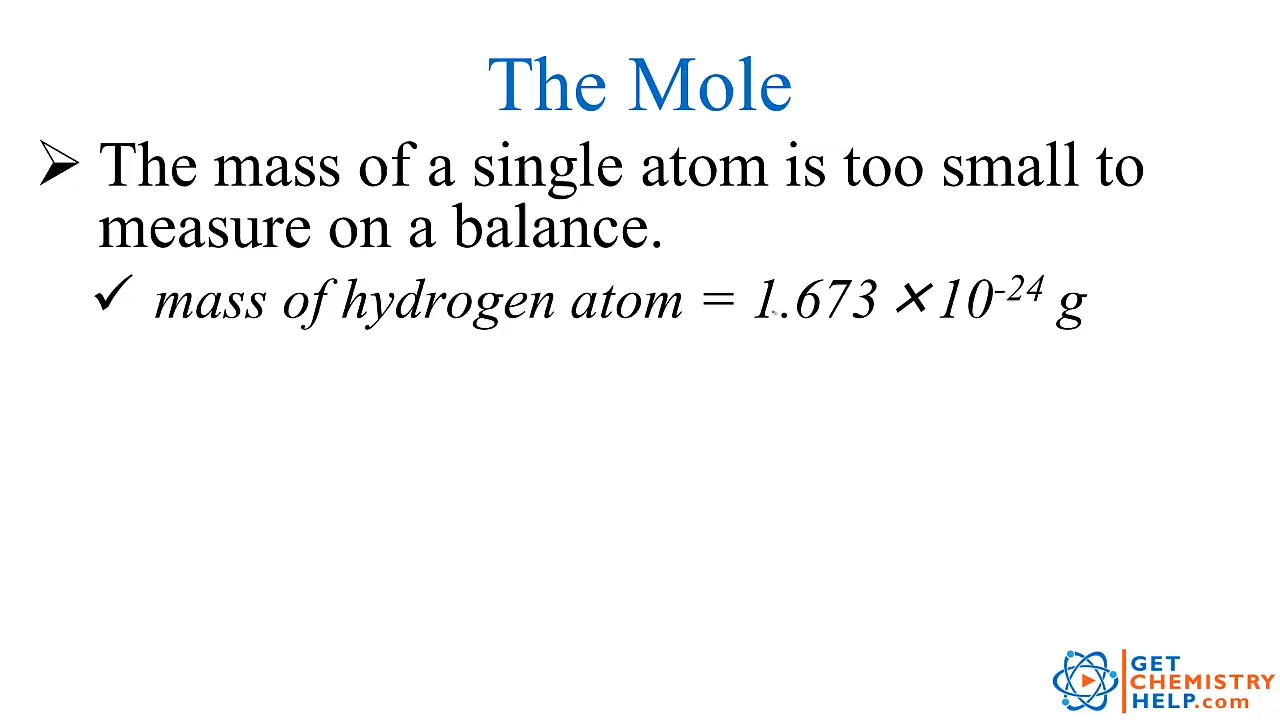 The Mole
➢ The mass of a single atom is too small to
measure on a balance.
✓ mass of hydrogen atom = 1.673 ×10⁻²⁴ g
GET
CHEMISTRY
HELP.com